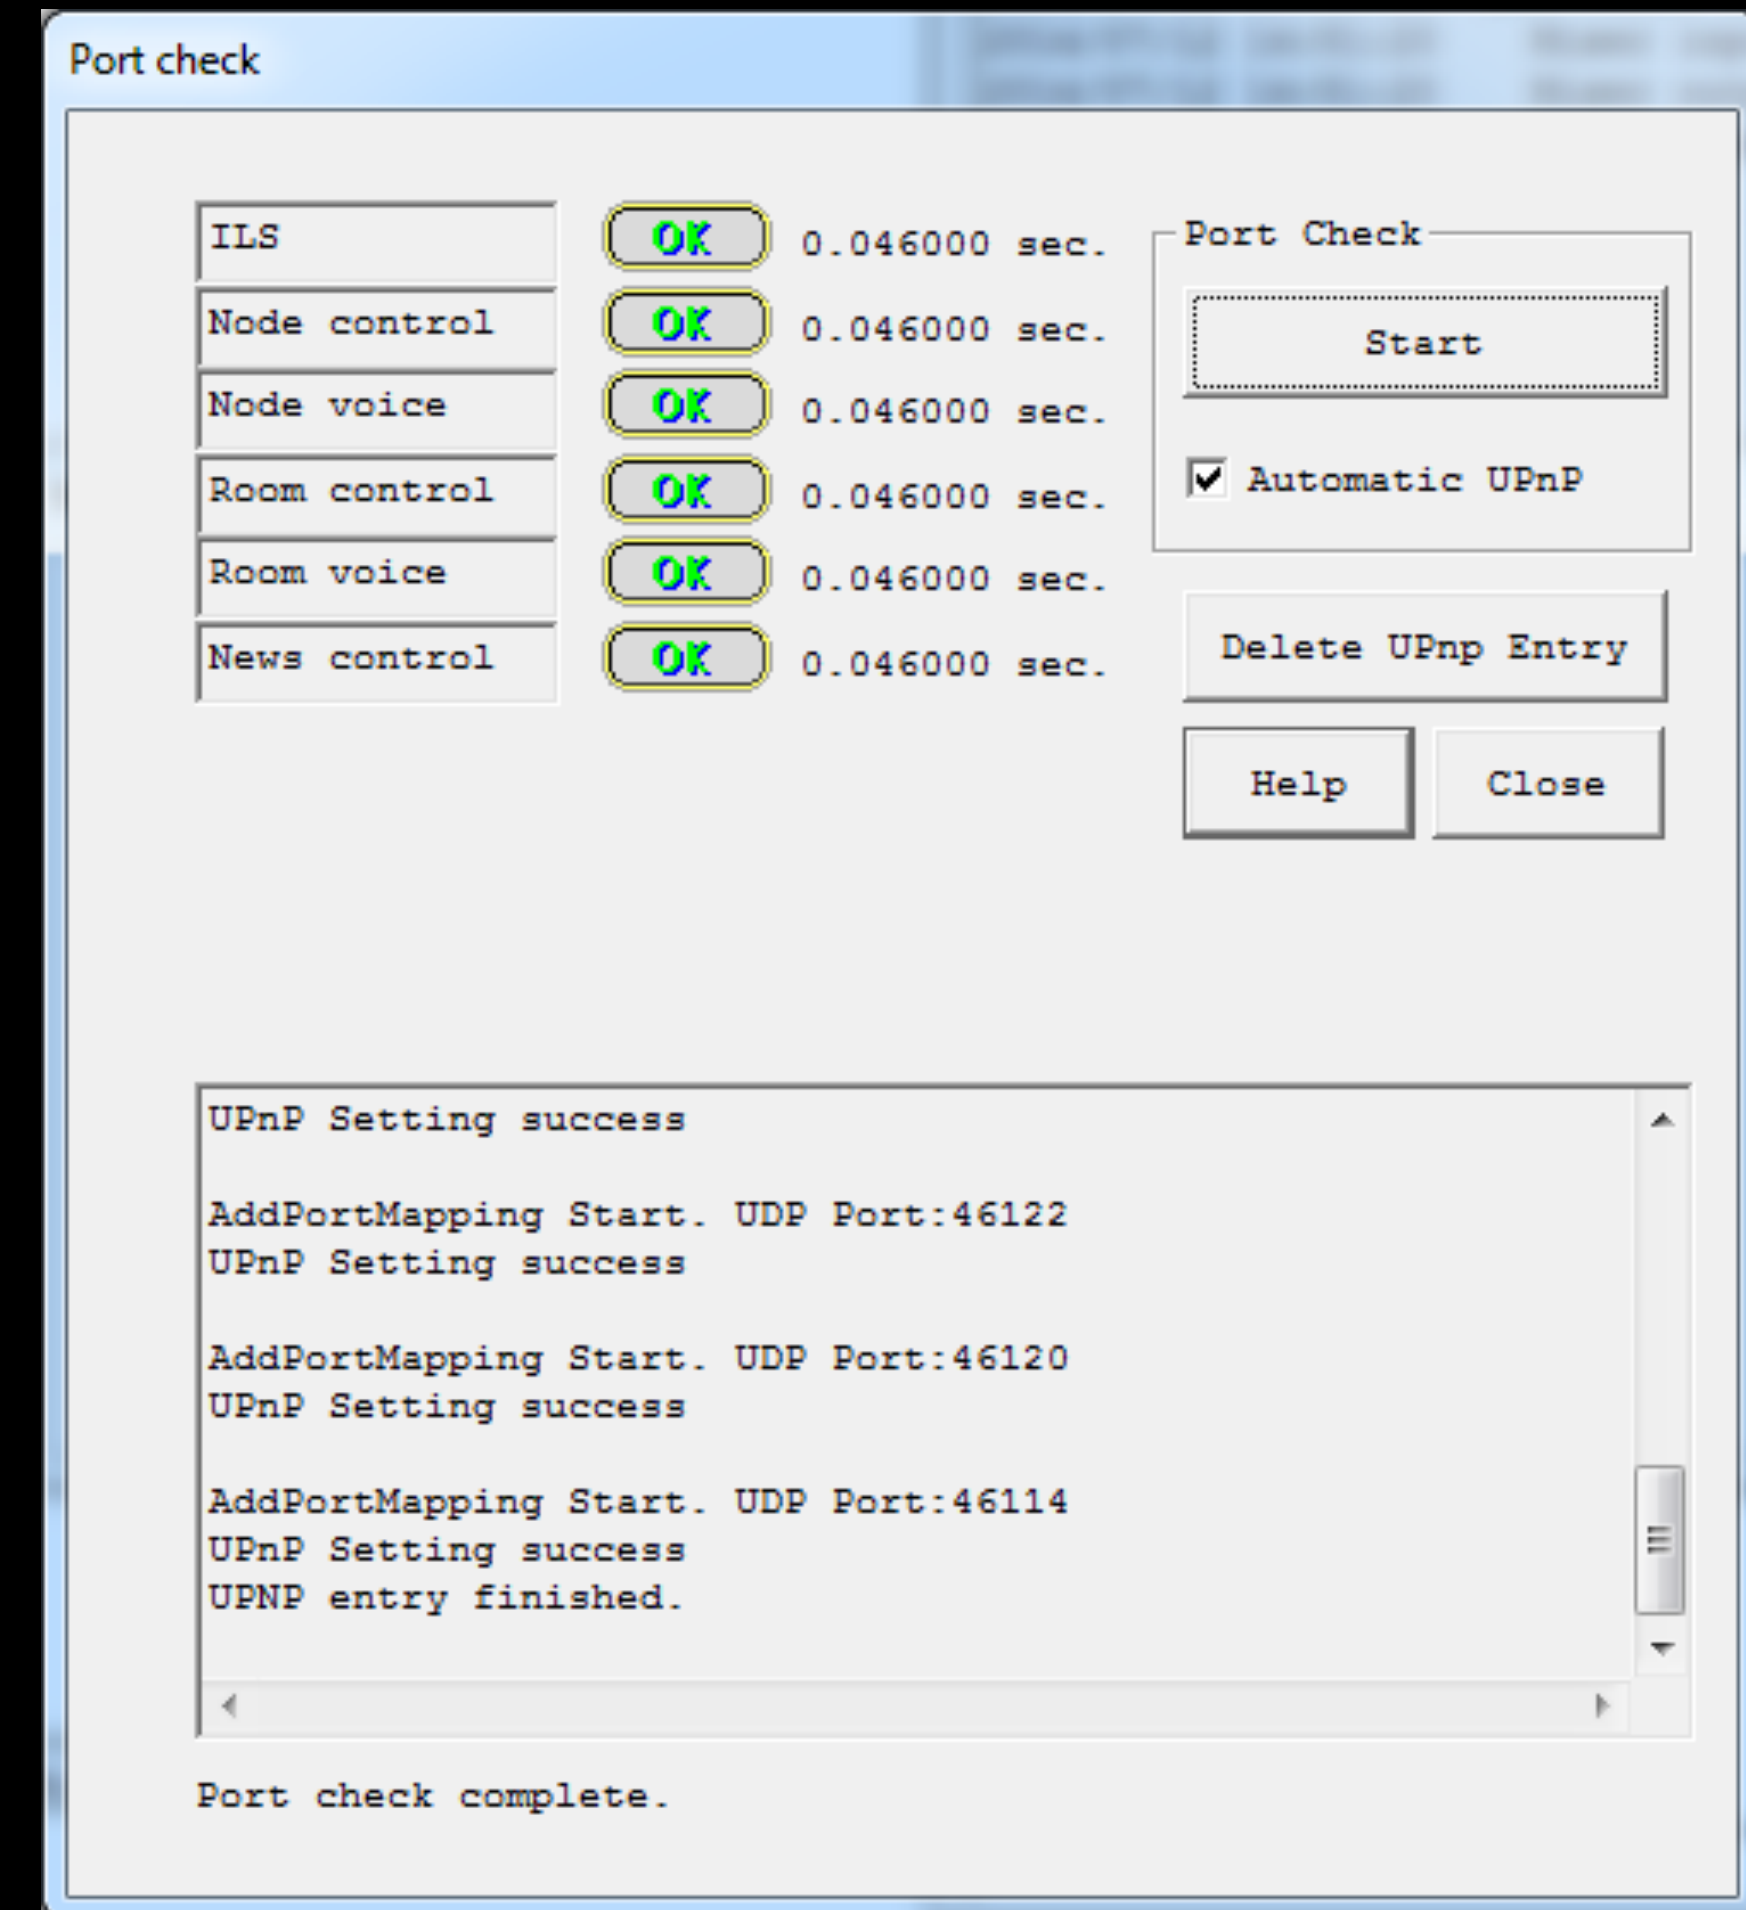 Port check
ILS OK 0.046000 sec.
Node control OK 0.046000 sec.
Node voice OK 0.046000 sec.
Room control OK 0.046000 sec.
Room voice OK 0.046000 sec.
News control OK 0.046000 sec.
Port Check
Start
Automatic UPnP
Delete UPnp Entry
Help Close
UPnP Setting success
AddPortMapping Start. UDP Port:46122
UPnP Setting success
AddPortMapping Start. UDP Port:46120
UPnP Setting success
AddPortMapping Start. UDP Port:46114
UPnP Setting success
UPNP entry finished.
Port check complete.